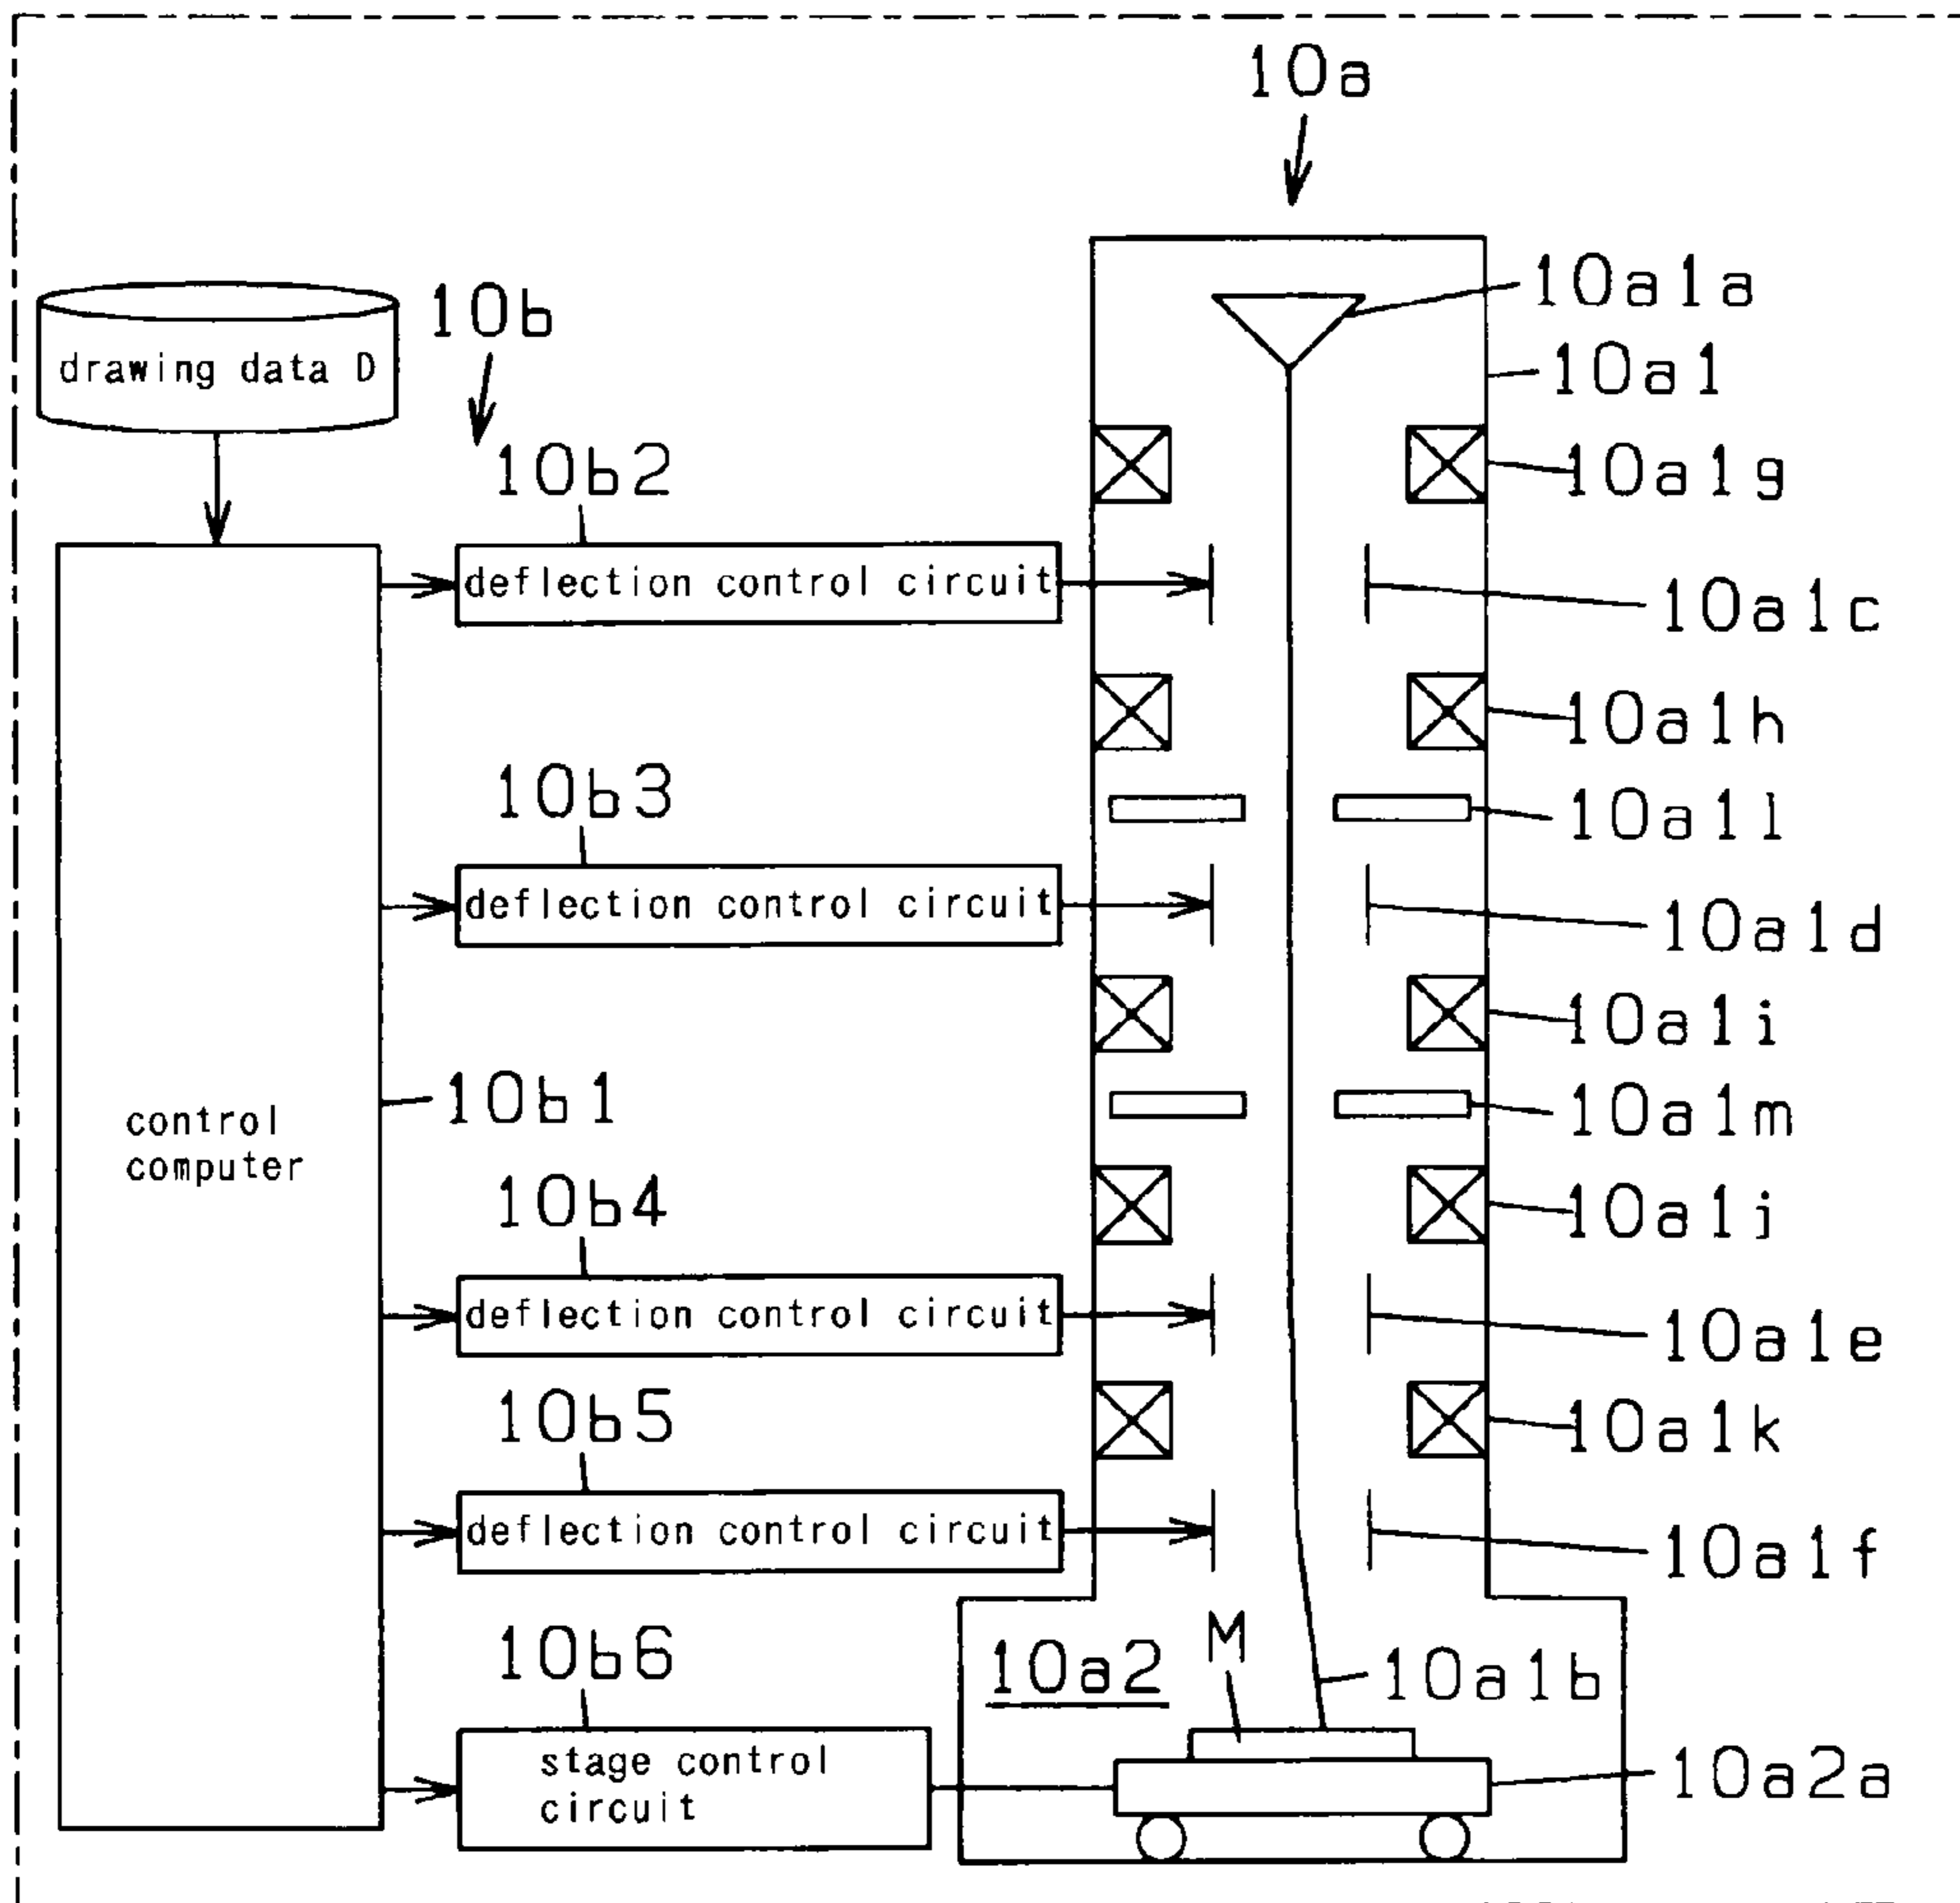 10a
10a1a
10b
drawing data D
10a1
10b2
10a1g
deflection control circuit
10a1c
10a1h
10b3
10a1l
deflection control circuit
10a1d
10a1i
10b1
10a1m
control
computer
10b4
10a1j
deflection control circuit
10a1e
10b5
10a1k
deflection control circuit
10a1f
10b6
10a2
M
10a1b
stage control
circuit
10a2a